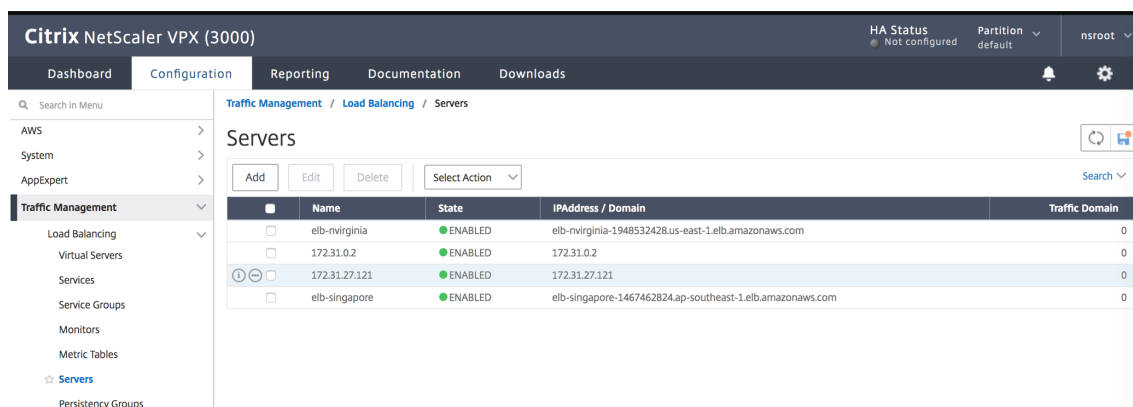 Citrix NetScaler VPX (3000)
HA Status
Not configured
Partition
default
nsroot
Dashboard Configuration Reporting Documentation Downloads
Search in Menu
AWS
System
AppExpert
Traffic Management
Load Balancing
Virtual Servers
Services
Service Groups
Monitors
Metric Tables
Servers
Persistency Groups
Traffic Management / Load Balancing / Servers
Servers
Add Edit Delete Select Action Search
Name State IPAddress / Domain Traffic Domain
elb-nvirginia ENABLED elb-nvirginia-1948532428.us-east-1.elb.amazonaws.com 0
172.31.0.2 ENABLED 172.31.0.2 0
172.31.27.121 ENABLED 172.31.27.121 0
elb-singapore ENABLED elb-singapore-1467462824.ap-southeast-1.elb.amazonaws.com 0